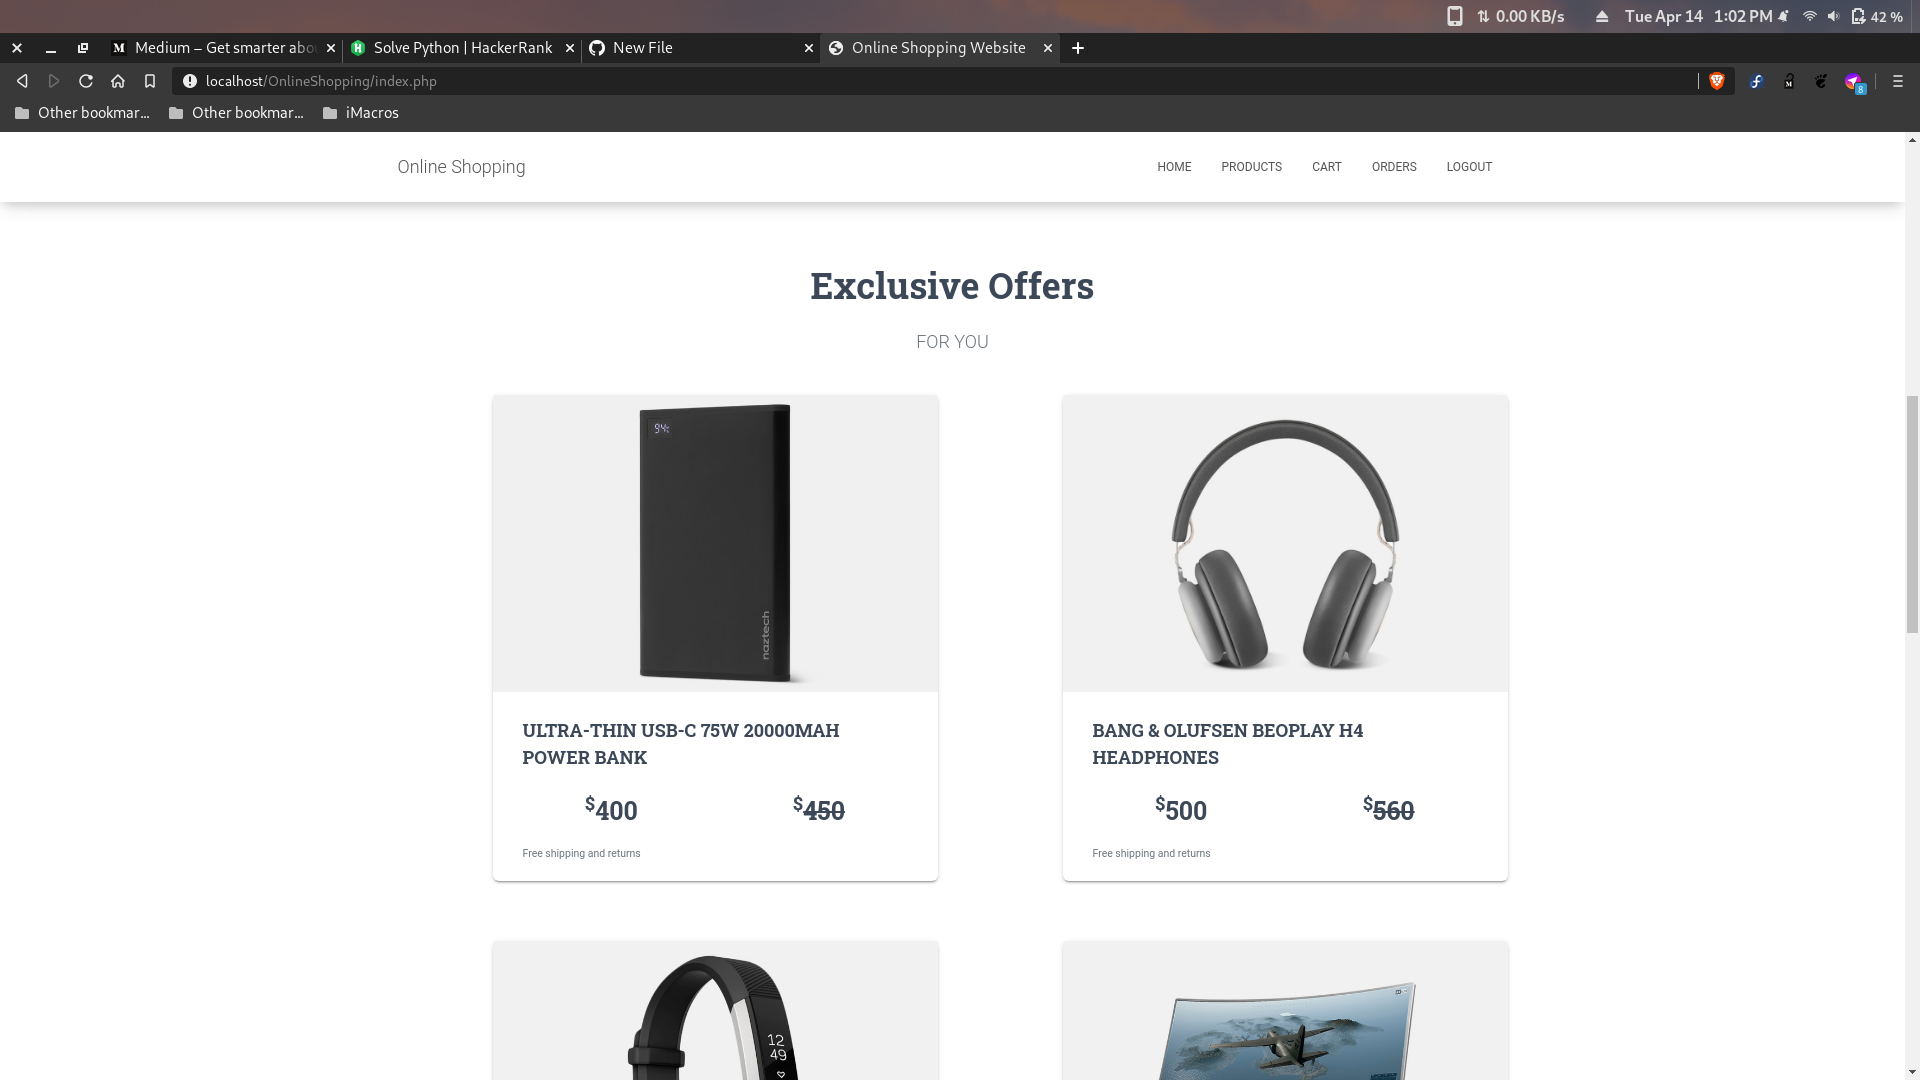 ⇅ 0.00 KB/s Tue Apr 14 1:02 PM 42 %
Medium – Get smarter abo
Solve Python | HackerRank
New File
Online Shopping Website
localhost/OnlineShopping/index.php
8
Other bookmar...
Other bookmar...
iMacros
Online Shopping
HOME
PRODUCTS
CART
ORDERS
LOGOUT
Exclusive Offers
FOR YOU
94%
naztech
ULTRA-THIN USB-C 75W 20000MAH
POWER BANK
$400
$450
Free shipping and returns
BANG & OLUFSEN BEOPLAY H4
HEADPHONES
$500
$560
Free shipping and returns
12
49